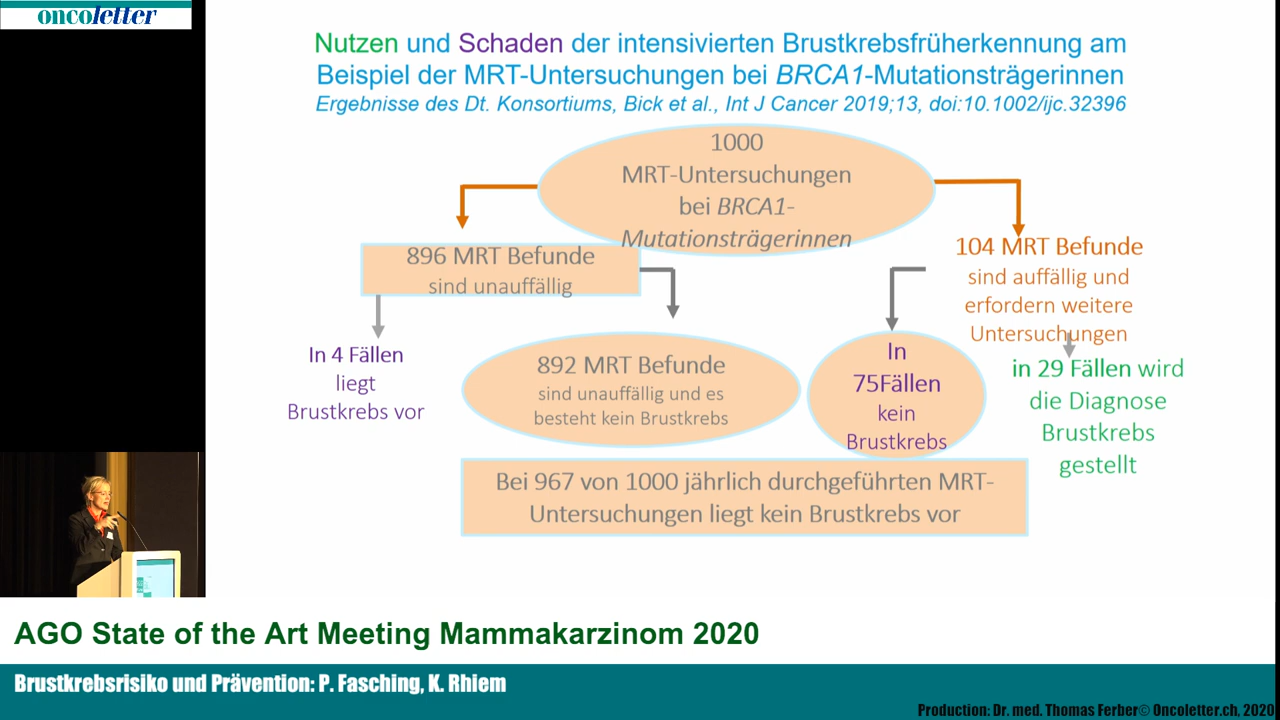 oncoletter
Nutzen und Schaden der intensivierten Brustkrebsfrüherkennung am
Beispiel der MRT-Untersuchungen bei BRCA1-Mutationsträgerinnen
Ergebnisse des Dt. Konsortiums, Bick et al., Int J Cancer 2019;13, doi:10.1002/ijc.32396
1000
MRT-Untersuchungen
bei BRCA1-
Mutationsträgerinnen
896 MRT Befunde
sind unauffällig
104 MRT Befunde
sind auffällig und
erfordern weitere
Untersuchungen
In 4 Fällen
liegt
Brustkrebs vor
892 MRT Befunde
sind unauffällig und es
besteht kein Brustkrebs
In
75Fällen
kein
Brustkrebs
in 29 Fällen wird
die Diagnose
Brustkrebs
gestellt
Bei 967 von 1000 jährlich durchgeführten MRT-
Untersuchungen liegt kein Brustkrebs vor
AGO State of the Art Meeting Mammakarzinom 2020
Brustkrebsrisiko und Prävention: P. Fasching, K. Rhiem
Production: Dr. med. Thomas Ferber© Oncoletter.ch, 2020